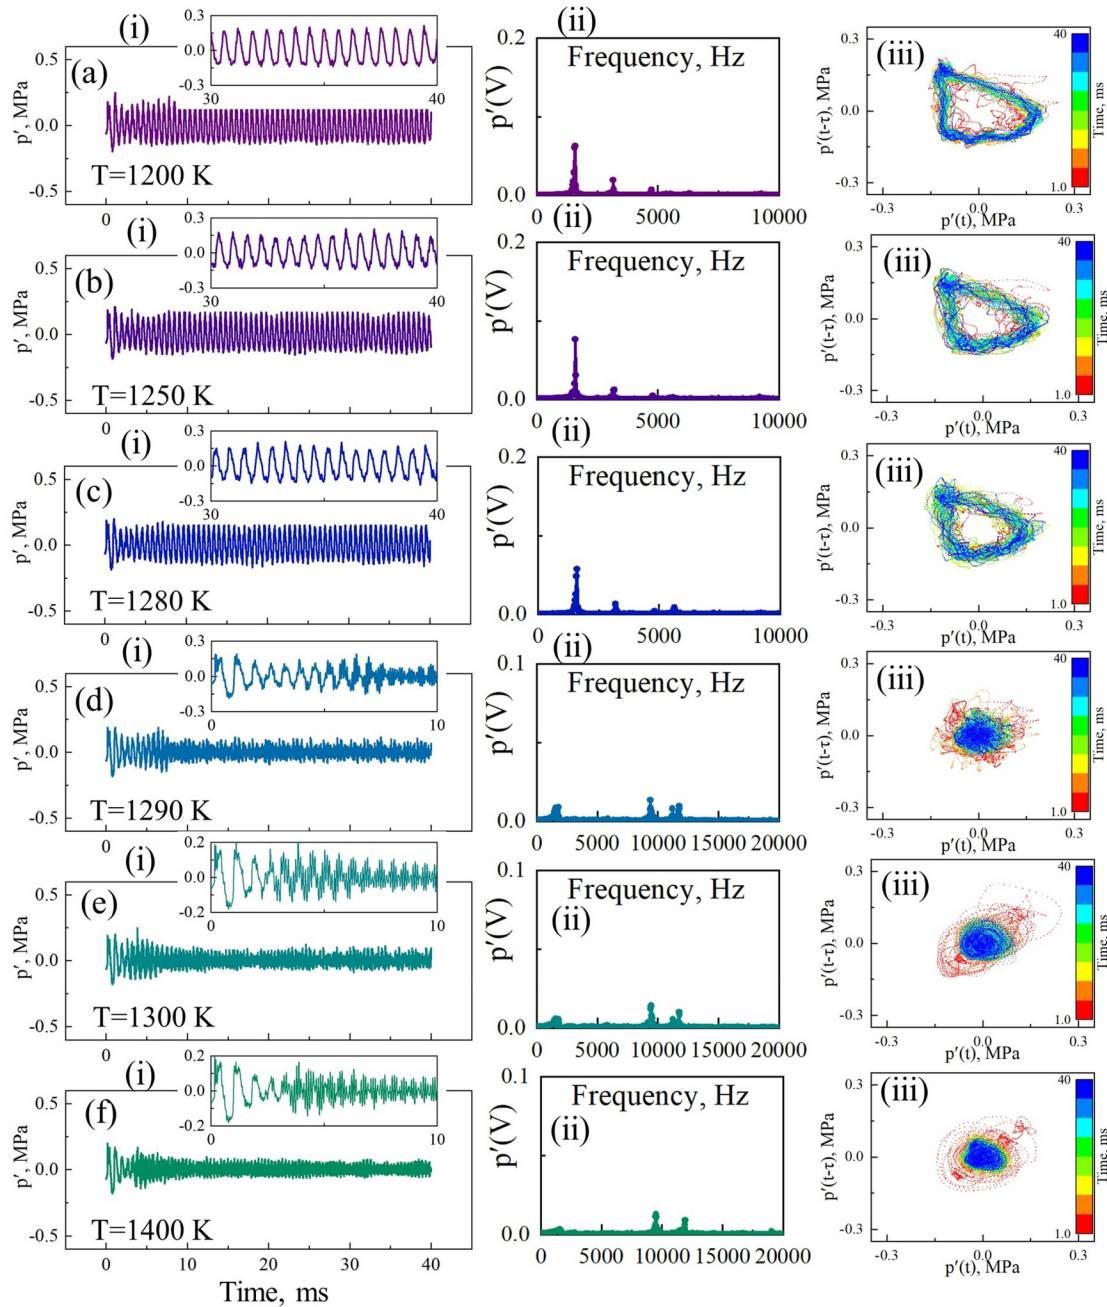 (i)
(a)
p′, MPa
0.5
0.0
-0.5
0.3
0.0
-0.3
30
40
T=1200 K
(ii)
p′(V)
0.2
0.0
Frequency, Hz
0
5000
10000
(iii)
p′(t-τ), MPa
0.3
0.0
-0.3
-0.3
0.0
0.3
p′(t), MPa
40
1.0
Time, ms
0
(i)
(b)
p′, MPa
0.5
0.0
-0.5
0.3
0.0
-0.3
30
40
T=1250 K
(ii)
p′(V)
0.2
0.0
Frequency, Hz
0
5000
10000
(iii)
p′(t-τ), MPa
0.3
0.0
-0.3
-0.3
0.0
0.3
p′(t), MPa
40
1.0
Time, ms
0
(i)
(c)
p′, MPa
0.5
0.0
-0.5
0.3
0.0
-0.3
30
40
T=1280 K
(ii)
p′(V)
0.2
0.0
Frequency, Hz
0
5000
10000
(iii)
p′(t-τ), MPa
0.3
0.0
-0.3
-0.3
0.0
0.3
p′(t), MPa
40
1.0
Time, ms
0
(i)
(d)
p′, MPa
0.5
0.0
-0.5
0.3
0.0
-0.3
0
10
T=1290 K
(ii)
p′(V)
0.1
0.0
Frequency, Hz
0
5000
10000
15000
20000
(iii)
p′(t-τ), MPa
0.3
0.0
-0.3
-0.3
0.0
0.3
p′(t), MPa
40
1.0
Time, ms
0
(i)
(e)
p′, MPa
0.5
0.0
-0.5
0.2
0.0
-0.2
0
10
T=1300 K
(ii)
p′(V)
0.1
0.0
Frequency, Hz
0
5000
10000
15000
20000
(iii)
p′(t-τ), MPa
0.3
0.0
-0.3
-0.3
0.0
0.3
p′(t), MPa
40
1.0
Time, ms
0
(i)
(f)
p′, MPa
0.5
0.0
-0.5
0.2
0.0
-0.2
0
10
T=1400 K
0
10
20
30
40
Time, ms
(ii)
p′(V)
0.1
0.0
Frequency, Hz
0
5000
10000
15000
20000
(iii)
p′(t-τ), MPa
0.3
0.0
-0.3
-0.3
0.0
0.3
p′(t), MPa
40
1.0
Time, ms